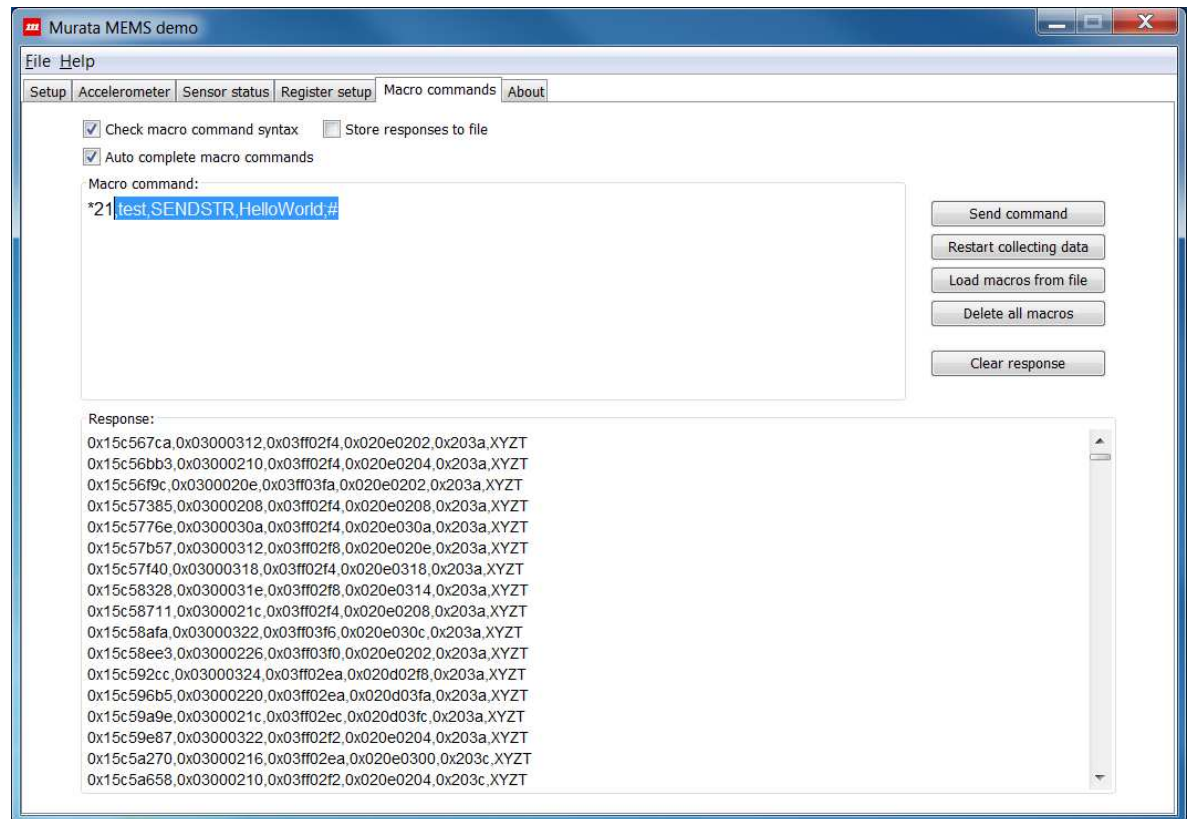 m Murata MEMS demo
File Help
Setup Accelerometer Sensor status Register setup Macro commands About
Check macro command syntax Store responses to file
Auto complete macro commands
Macro command:
*21,test,SENDSTR,HelloWorld;#
Send command
Restart collecting data
Load macros from file
Delete all macros
Clear response
Response:
0x15c567ca,0x03000312,0x03ff02f4,0x020e0202,0x203a,XYZT
0x15c56bb3,0x03000210,0x03ff02f4,0x020e0204,0x203a,XYZT
0x15c56f9c,0x0300020e,0x03ff03fa,0x020e0202,0x203a,XYZT
0x15c57385,0x03000208,0x03ff02f4,0x020e0208,0x203a,XYZT
0x15c5776e,0x0300030a,0x03ff02f4,0x020e030a,0x203a,XYZT
0x15c57b57,0x03000312,0x03ff02f8,0x020e020e,0x203a,XYZT
0x15c57f40,0x03000318,0x03ff02f4,0x020e0318,0x203a,XYZT
0x15c58328,0x0300031e,0x03ff02f8,0x020e0314,0x203a,XYZT
0x15c58711,0x0300021c,0x03ff02f4,0x020e0208,0x203a,XYZT
0x15c58afa,0x03000322,0x03ff03f6,0x020e030c,0x203a,XYZT
0x15c58ee3,0x03000226,0x03ff03f0,0x020e0202,0x203a,XYZT
0x15c592cc,0x03000324,0x03ff02ea,0x020d02f8,0x203a,XYZT
0x15c596b5,0x03000220,0x03ff02ea,0x020d03fa,0x203a,XYZT
0x15c59a9e,0x0300021c,0x03ff02ec,0x020d03fc,0x203a,XYZT
0x15c59e87,0x03000322,0x03ff02f2,0x020e0204,0x203a,XYZT
0x15c5a270,0x03000216,0x03ff02ea,0x020e0300,0x203c,XYZT
0x15c5a658,0x03000210,0x03ff02f2,0x020e0204,0x203c,XYZT